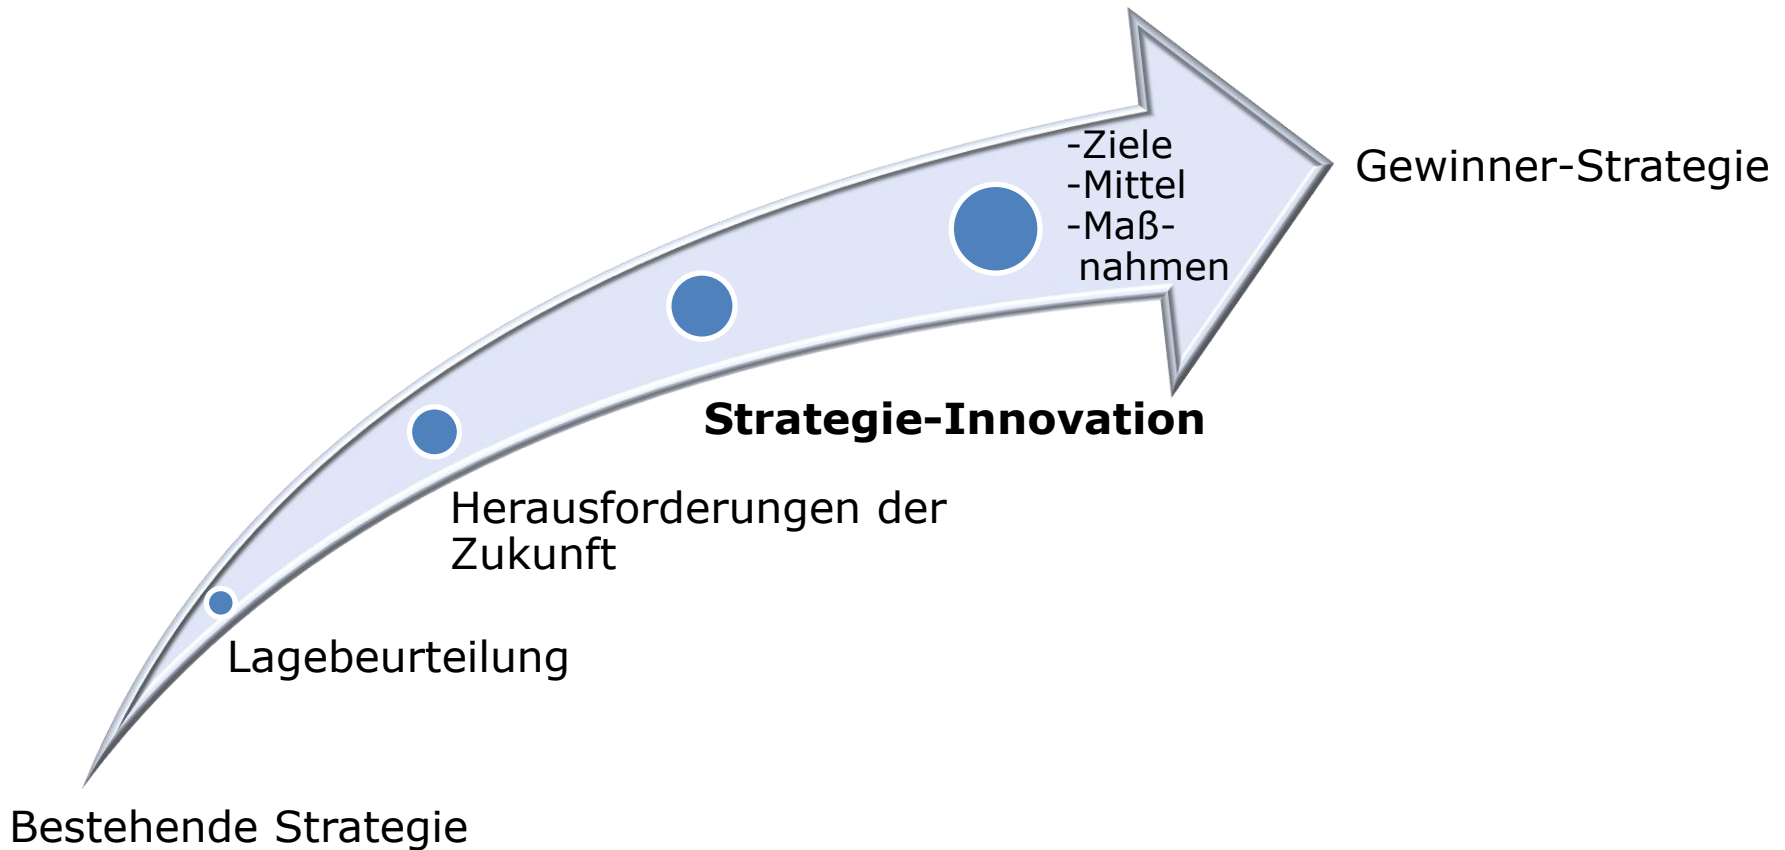 -Ziele
-Mittel
-Maß-
nahmen
Gewinner-Strategie
Strategie-Innovation
Herausforderungen der
Zukunft
Lagebeurteilung
Bestehende Strategie